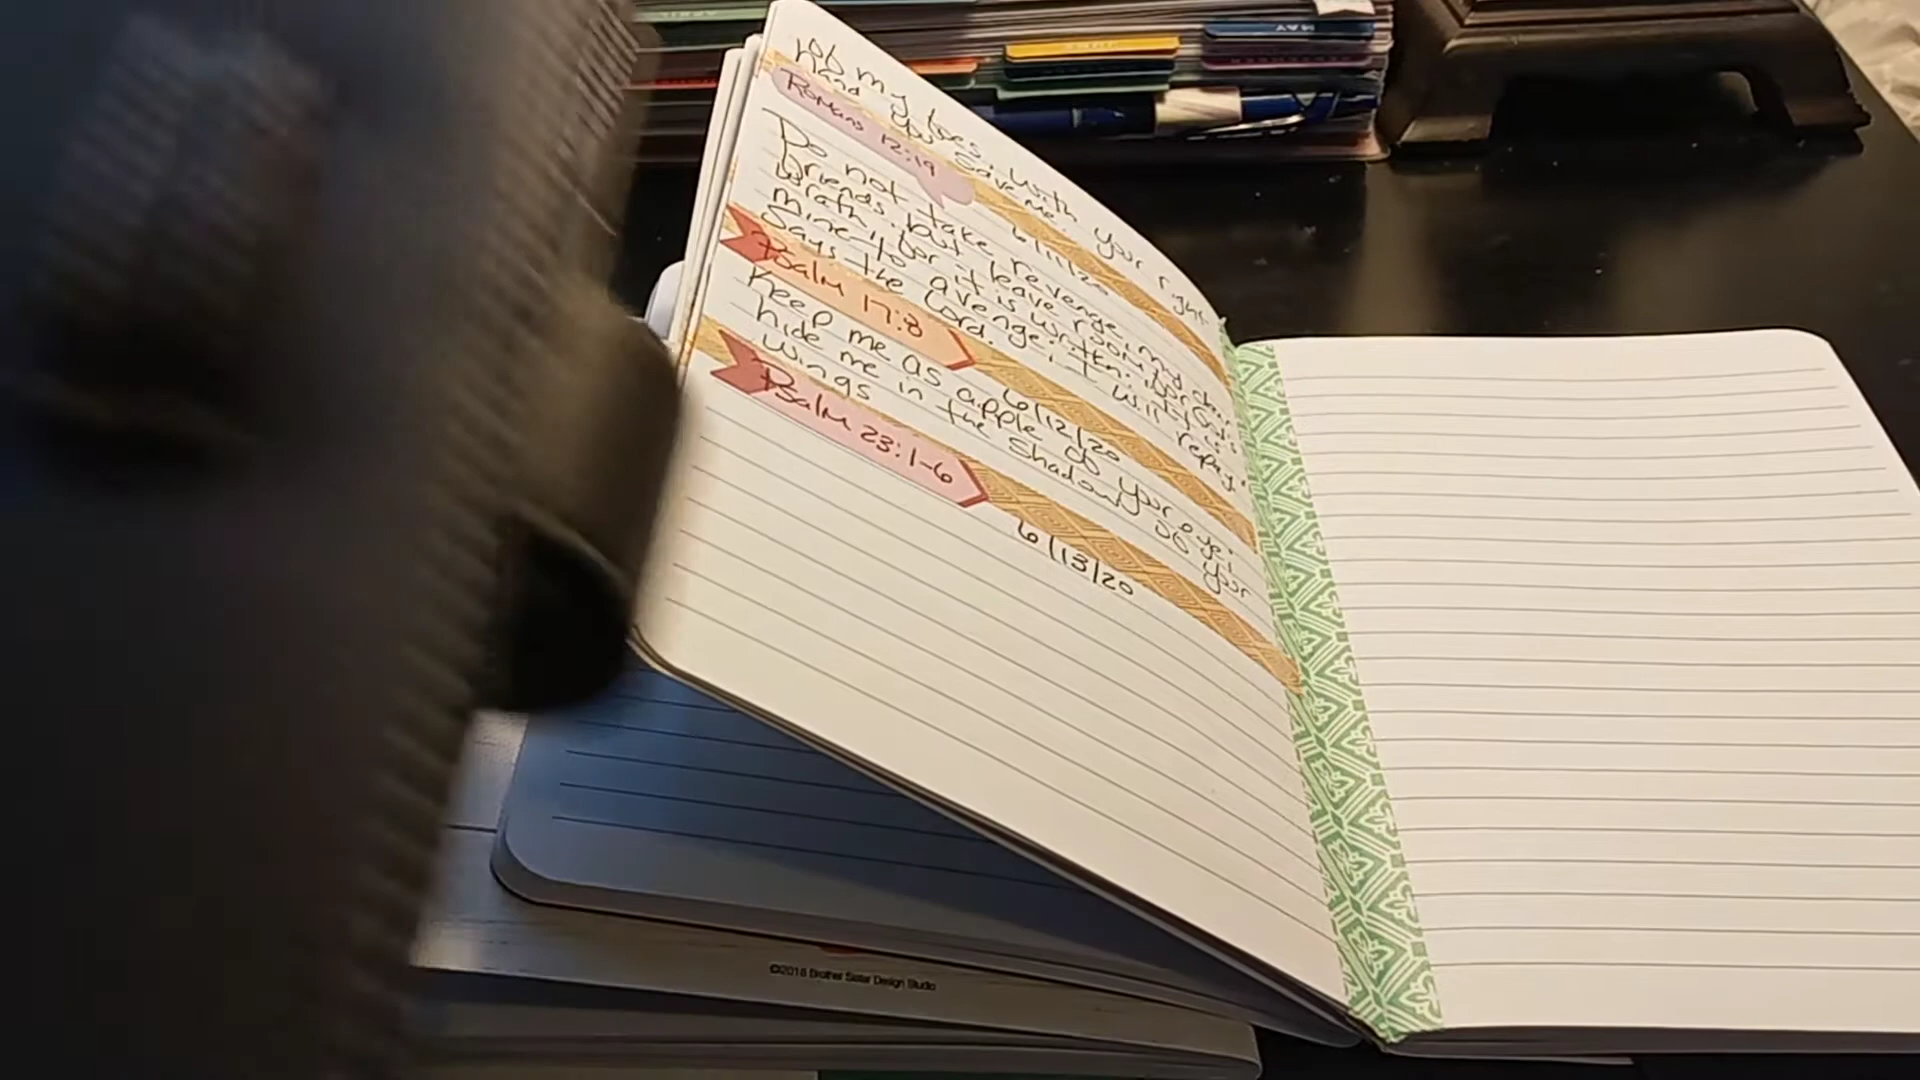 of my foes. With your right
hand you save me.
Romans 12:19
6/11/20
Do not take revenge, my dear
friends, but leave room for God's
wrath, for it is written: "It is
mine to avenge; I will repay,"
says the Lord.
Psalm 17:8
6/12/20
Keep me as apple of your eye;
hide me in the shadow of your
wings
Psalm 23:1-6
6/13/20
MAY
©2018 Brother Sister Design Studio